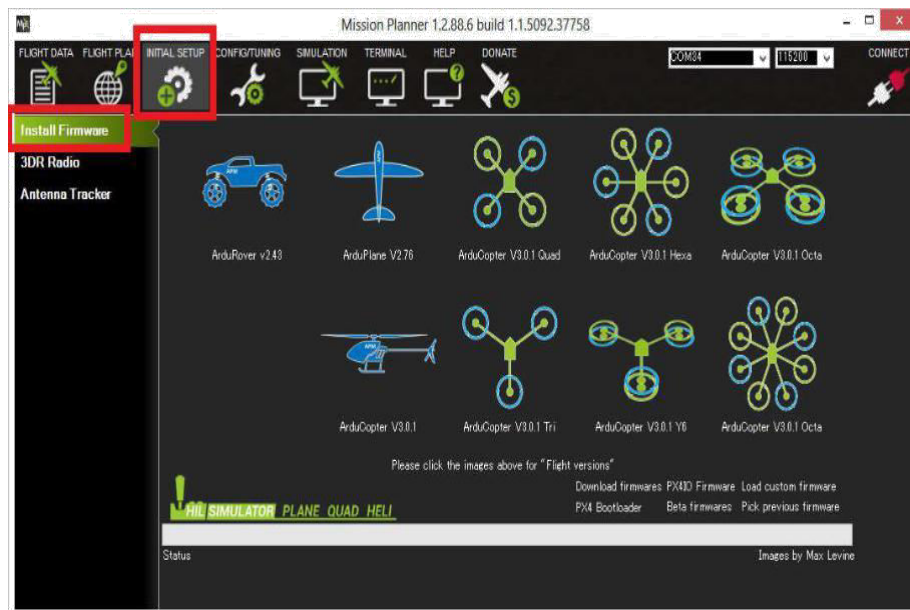 Mission Planner 1.2.88.6 build 1.1.5092.37758
FLIGHT DATA FLIGHT PLA INITIAL SETUP CONFIG/TUNING SIMULATION TERMINAL HELP DONATE COM34 115200 CONNECT
Install Firmware
3DR Radio
Antenna Tracker
ArduRover v2.43 ArduPlane V2.76 ArduCopter V3.0.1 Quad ArduCopter V3.0.1 Hexa ArduCopter V3.0.1 Octa
ArduCopter V3.0.1 ArduCopter V3.0.1 Tri ArduCopter V3.0.1 Y6 ArduCopter V3.0.1 Octa
Please click the images above for "Flight versions"
Download firmwares PX4IO Firmware Load custom firmware
PX4 Bootloader Beta firmwares Pick previous firmware
HIL SIMULATOR PLANE QUAD HELI
Status Images by Max Levine